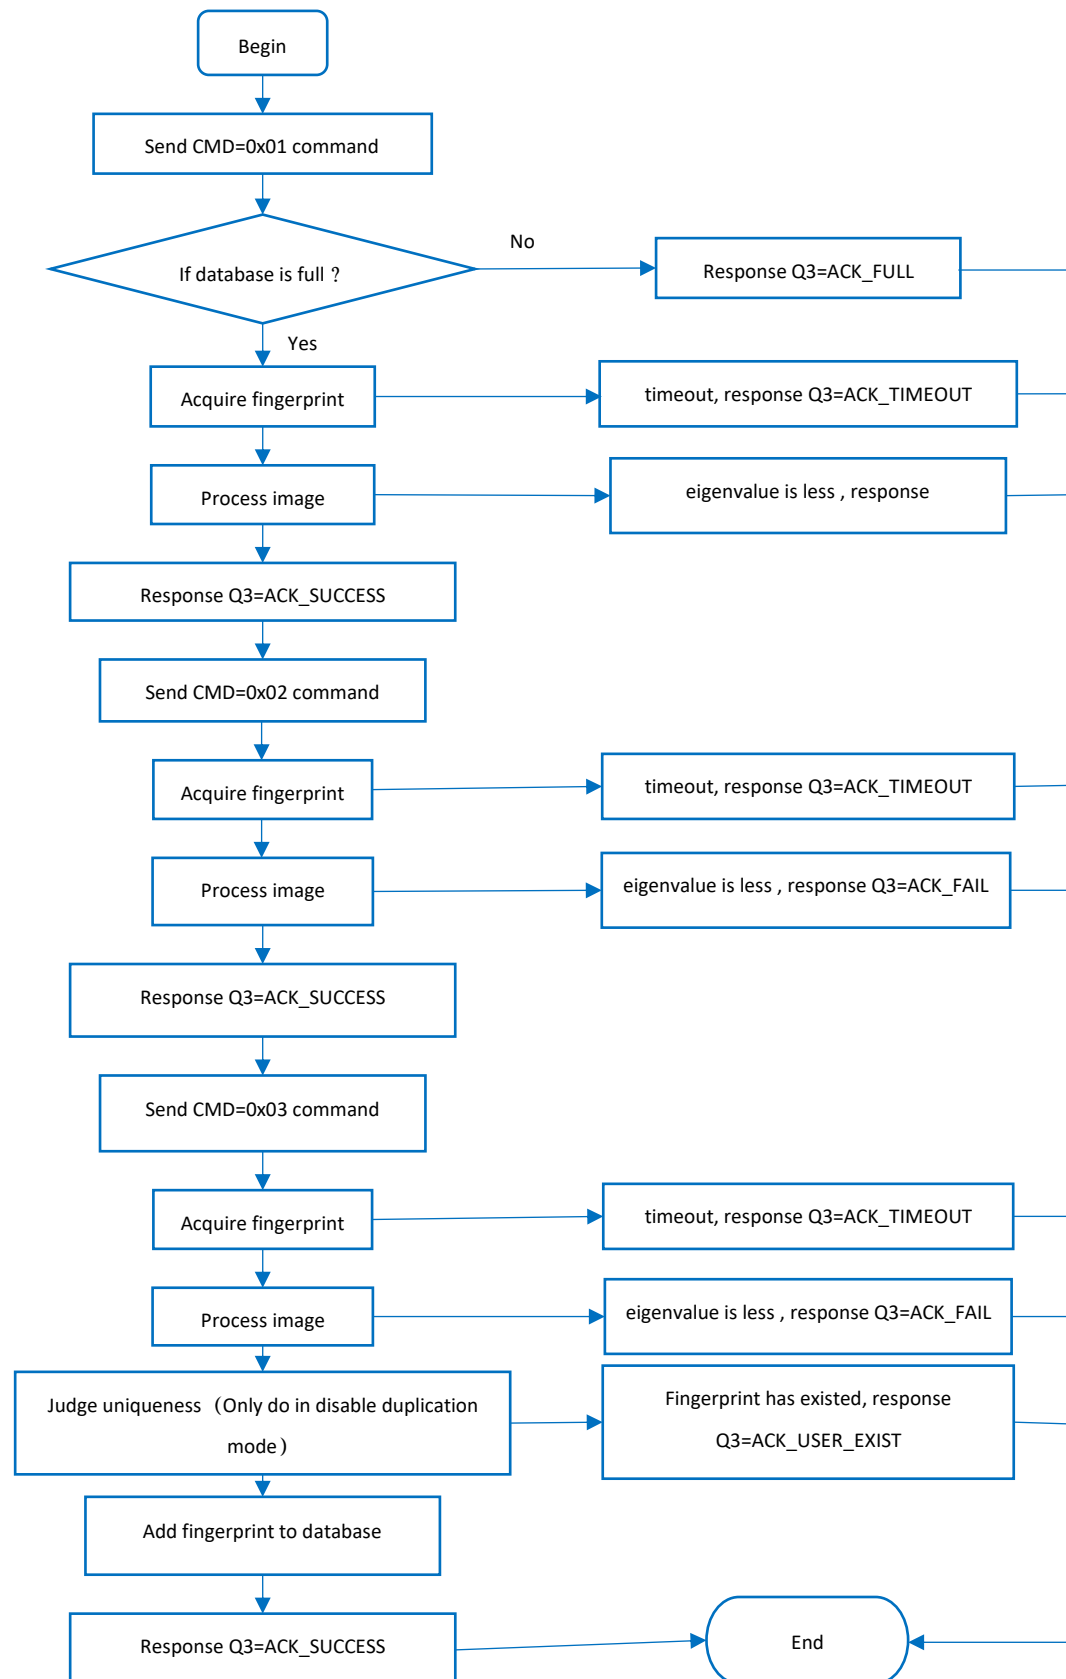 Begin
Send CMD=0x01 command
If database is full ?
No
Response Q3=ACK_FULL
Yes
Acquire fingerprint
timeout, response Q3=ACK_TIMEOUT
Process image
eigenvalue is less , response
Response Q3=ACK_SUCCESS
Send CMD=0x02 command
Acquire fingerprint
timeout, response Q3=ACK_TIMEOUT
Process image
eigenvalue is less , response Q3=ACK_FAIL
Response Q3=ACK_SUCCESS
Send CMD=0x03 command
Acquire fingerprint
timeout, response Q3=ACK_TIMEOUT
Process image
eigenvalue is less , response Q3=ACK_FAIL
Judge uniqueness（Only do in disable duplication
mode）
Fingerprint has existed, response
Q3=ACK_USER_EXIST
Add fingerprint to database
Response Q3=ACK_SUCCESS
End